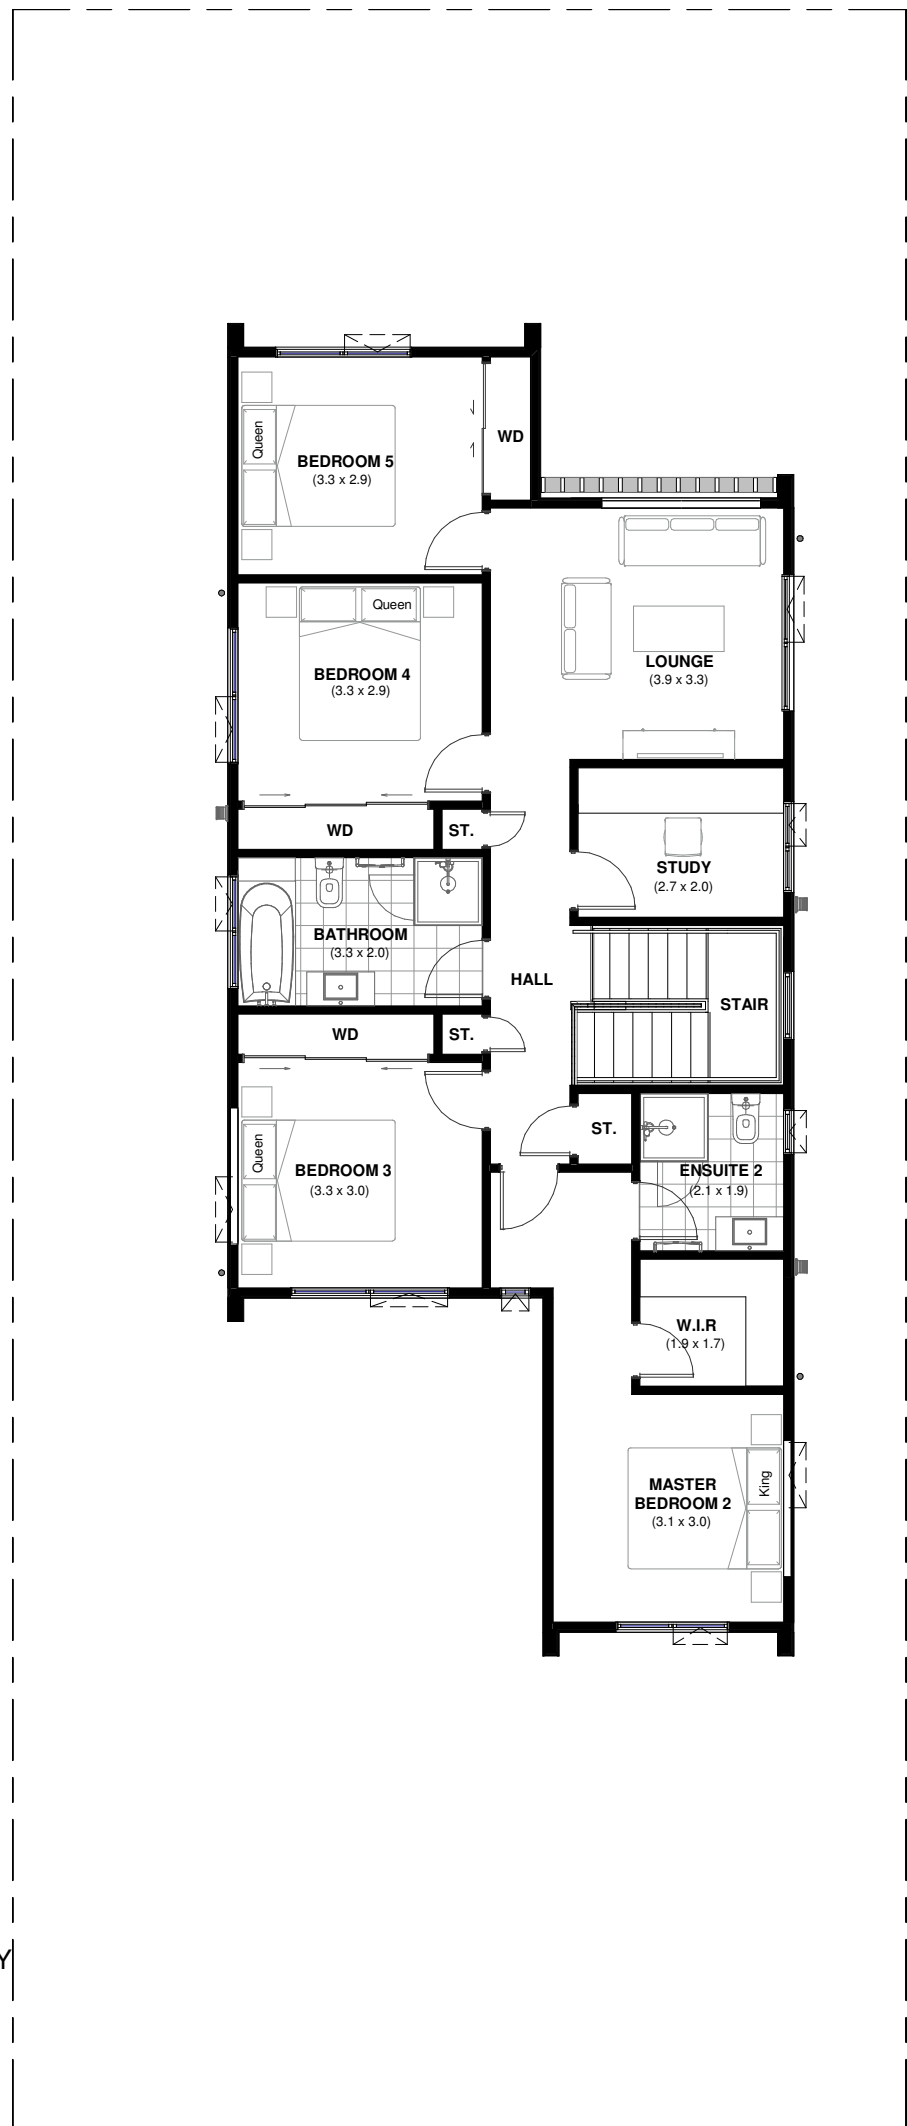 WD
Queen
BEDROOM 5
(3.3 x 2.9)
Queen
BEDROOM 4
(3.3 x 2.9)
LOUNGE
(3.9 x 3.3)
WD
ST.
STUDY
(2.7 x 2.0)
BATHROOM
(3.3 x 2.0)
HALL
STAIR
WD
ST.
ST.
Queen
BEDROOM 3
(3.3 x 3.0)
ENSUITE 2
(2.1 x 1.9)
W.I.R
(1.9 x 1.7)
MASTER
BEDROOM 2
(3.1 x 3.0)
King
Y